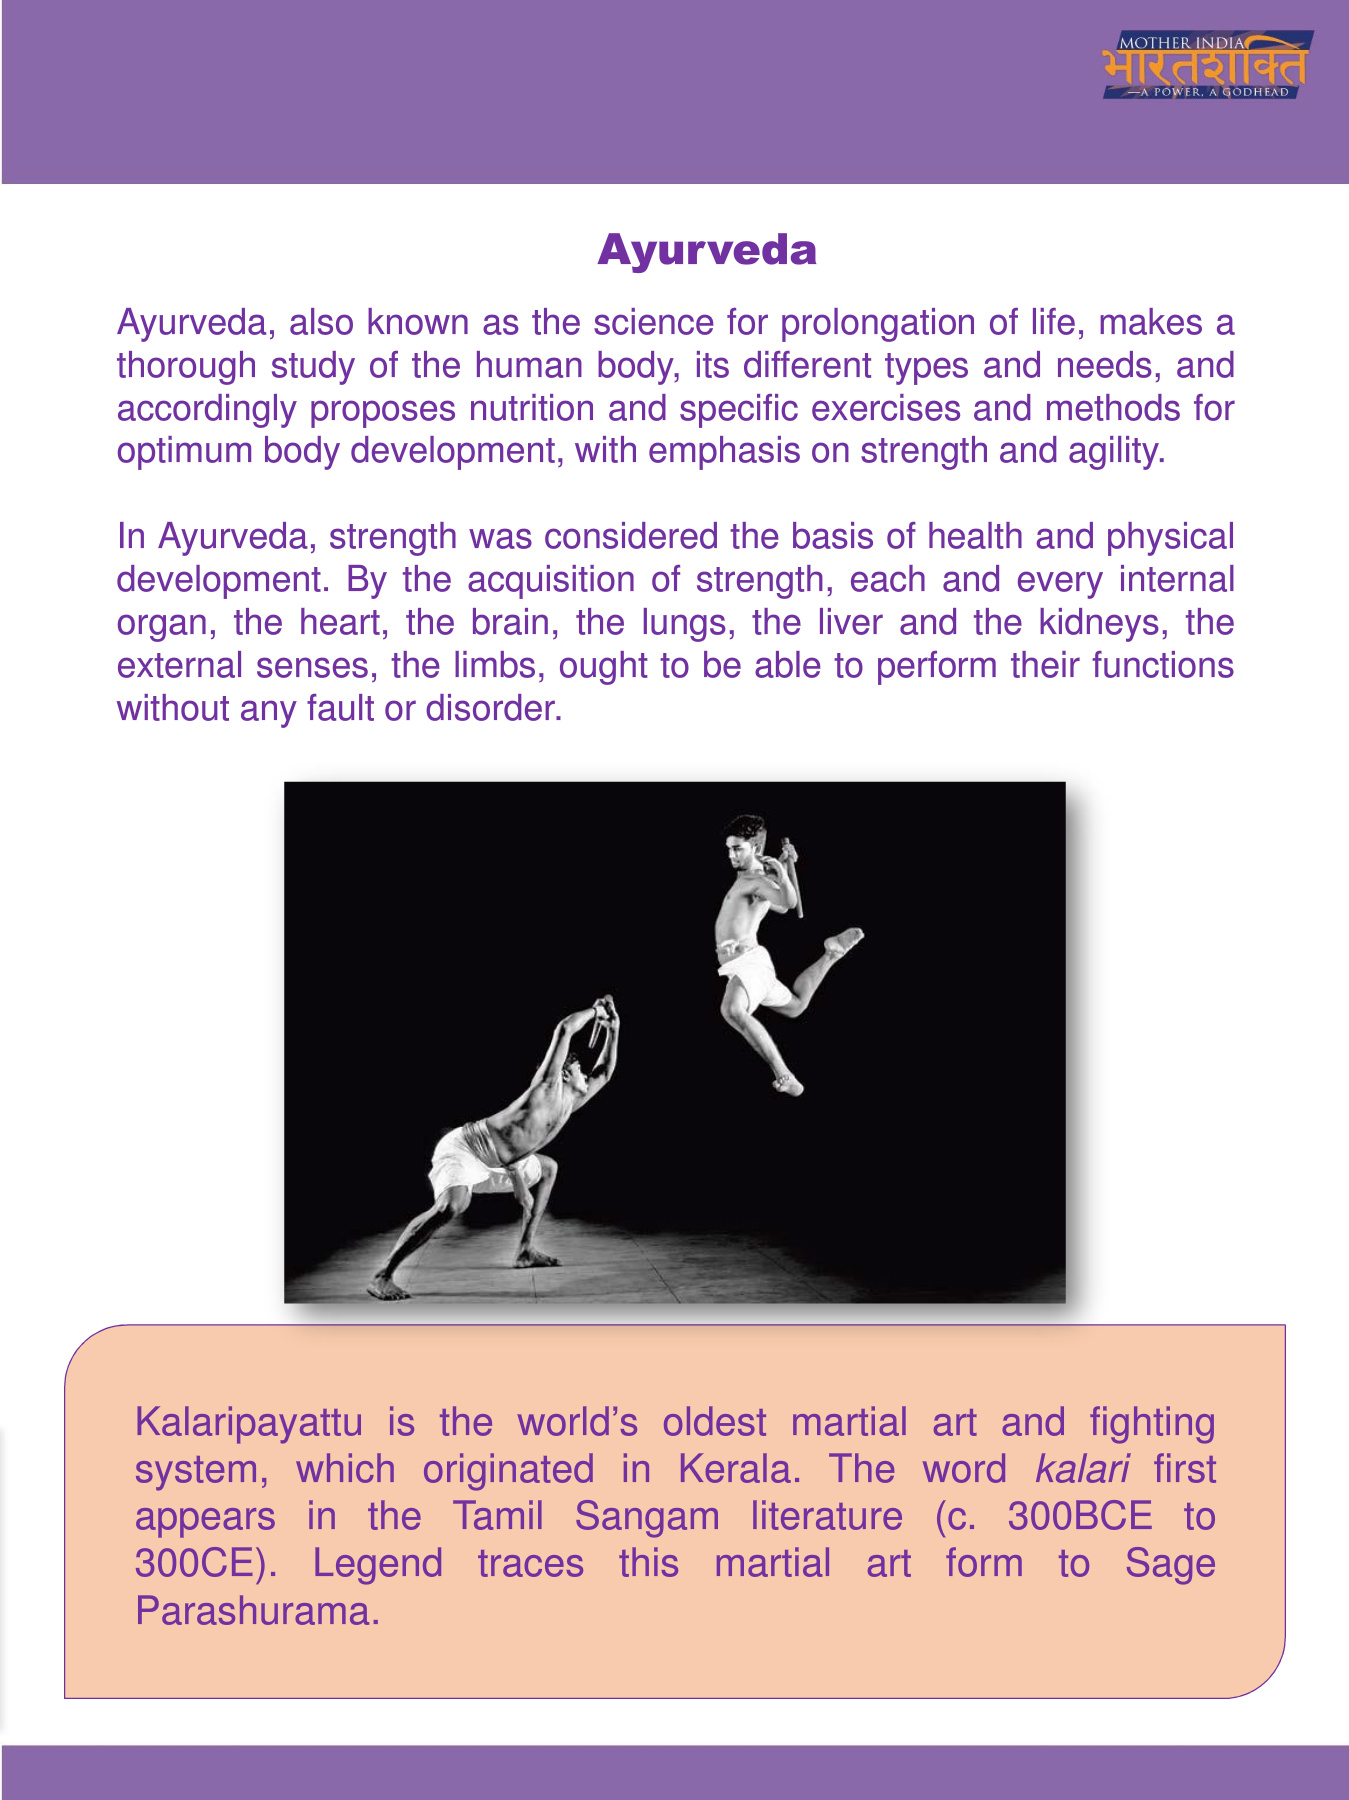 MOTHER INDIA
भारतशक्ति
—A POWER, A GODHEAD
Ayurveda
Ayurveda, also known as the science for prolongation of life, makes a
thorough study of the human body, its different types and needs, and
accordingly proposes nutrition and specific exercises and methods for
optimum body development, with emphasis on strength and agility.
In Ayurveda, strength was considered the basis of health and physical
development. By the acquisition of strength, each and every internal
organ, the heart, the brain, the lungs, the liver and the kidneys, the
external senses, the limbs, ought to be able to perform their functions
without any fault or disorder.
Kalaripayattu is the world’s oldest martial art and fighting
system, which originated in Kerala. The word kalari first
appears in the Tamil Sangam literature (c. 300BCE to
300CE). Legend traces this martial art form to Sage
Parashurama.